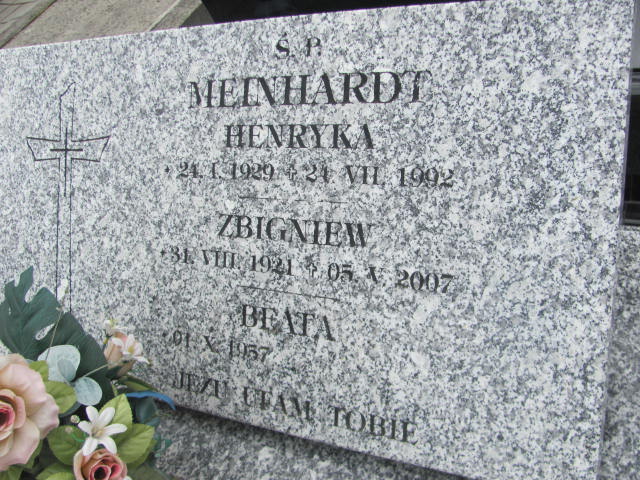 Ś. P.
MEINHARDT
HENRYKA
* 24. I. 1929 ✝ 24. VII. 1992
ZBIGNIEW
* 31. VIII. 1921 ✝ 05. V. 2007
BEATA
* 01. X. 1957
JEZU UFAM TOBIE